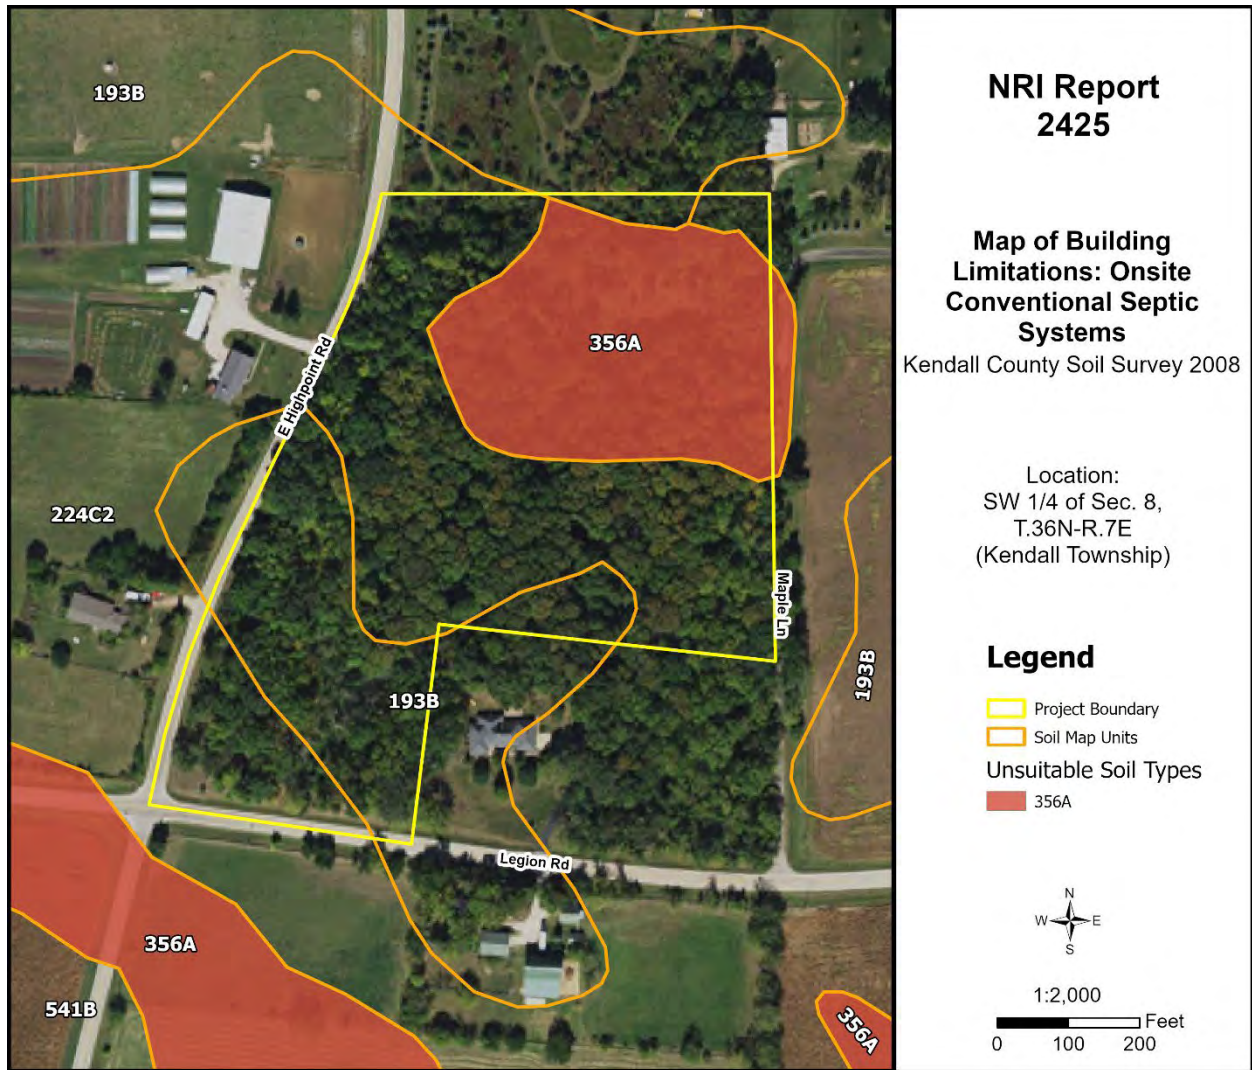 193B
E Highpoint Rd
356A
224C2
Maple Ln
193B
193B
Legion Rd
356A
541B
356A
NRI Report
2425
Map of Building
Limitations: Onsite
Conventional Septic
Systems
Kendall County Soil Survey 2008
Location:
SW 1/4 of Sec. 8,
T.36N-R.7E
(Kendall Township)
Legend
Project Boundary
Soil Map Units
Unsuitable Soil Types
356A
N
W E
S
1:2,000
Feet
0 100 200